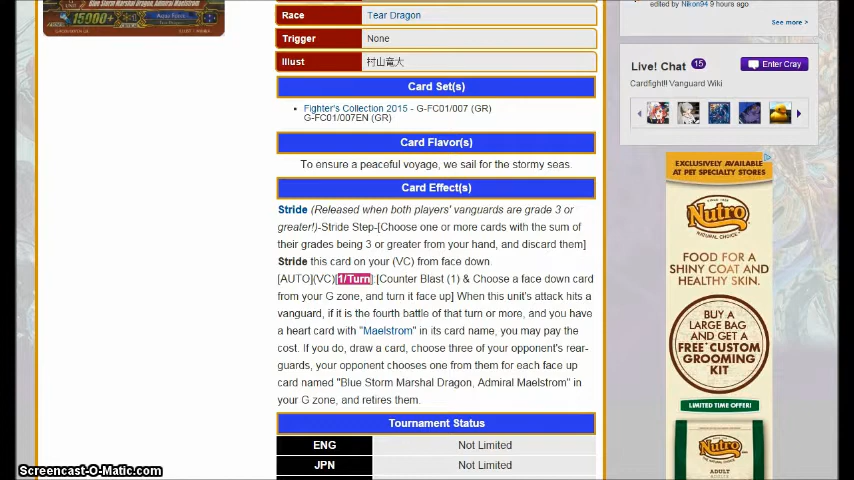 15000+
Blue Storm Marshal Dragon, Admiral Maelstrom
Race
Tear Dragon
Trigger
None
Illust
村山竜大
Card Set(s)
Fighter's Collection 2015 - G-FC01/007 (GR)
G-FC01/007EN (GR)
Card Flavor(s)
To ensure a peaceful voyage, we sail for the stormy seas.
Card Effect(s)
Stride (Released when both players' vanguards are grade 3 or
greater!)-Stride Step-[Choose one or more cards with the sum of
their grades being 3 or greater from your hand, and discard them]
Stride this card on your (VC) from face down.
[AUTO](VC)[1/Turn]:[Counter Blast (1) & Choose a face down card
from your G zone, and turn it face up] When this unit's attack hits a
vanguard, if it is the fourth battle of that turn or more, and you have
a heart card with "Maelstrom" in its card name, you may pay the
cost. If you do, draw a card, choose three of your opponent's rear-
guards, your opponent chooses one from them for each face up
card named "Blue Storm Marshal Dragon, Admiral Maelstrom" in
your G zone, and retires them.
Tournament Status
ENG
Not Limited
JPN
Not Limited
edited by Nikon94 9 hours ago
See more >
Live! Chat 15
Enter Cray
Cardfight!! Vanguard Wiki
EXCLUSIVELY AVAILABLE
AT PET SPECIALTY STORES
Nutro
NATURAL CHOICE
FOOD FOR A
SHINY COAT AND
HEALTHY SKIN.
BUY A
LARGE BAG
AND GET A
FREE CUSTOM
GROOMING
KIT
LIMITED TIME OFFER!
Nutro
ADULT
Screencast-O-Matic.com